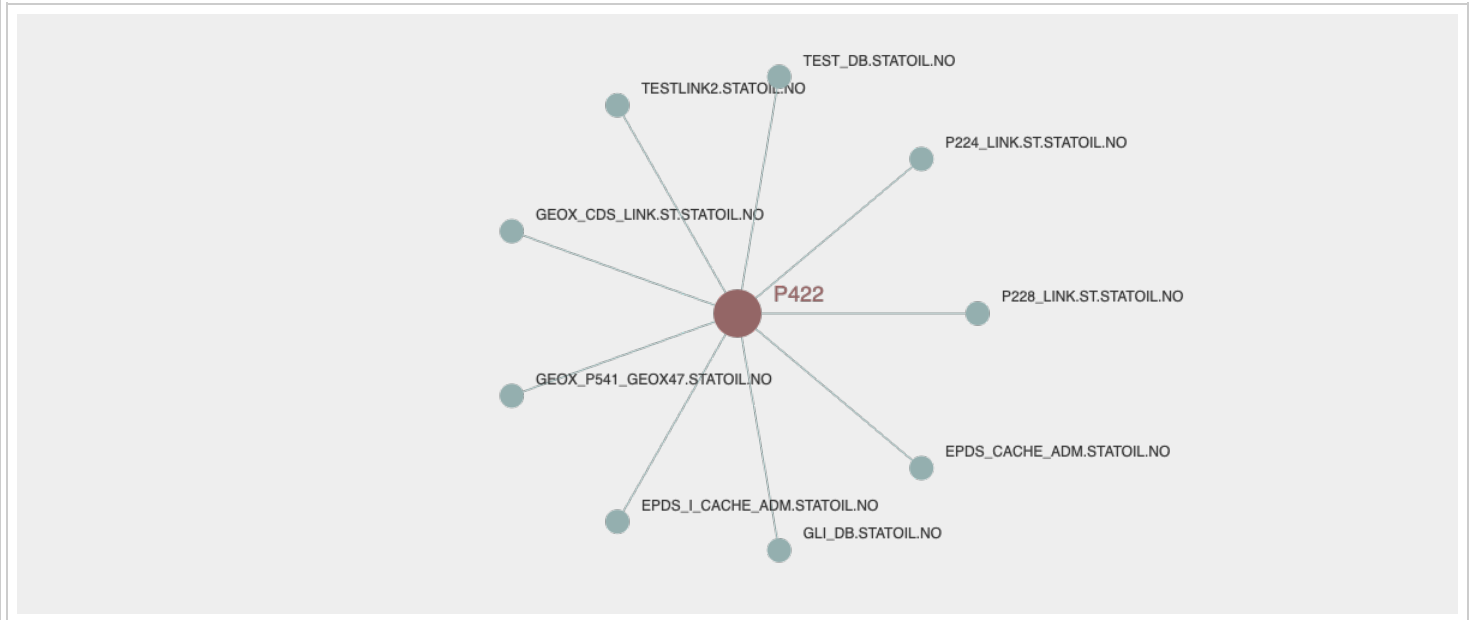 TEST_DB.STATOIL.NO
TESTLINK2.STATOIL.NO
P224_LINK.ST.STATOIL.NO
GEOX_CDS_LINK.ST.STATOIL.NO
P422
P228_LINK.ST.STATOIL.NO
GEOX_P541_GEOX47.STATOIL.NO
EPDS_CACHE_ADM.STATOIL.NO
EPDS_I_CACHE_ADM.STATOIL.NO
GLI_DB.STATOIL.NO